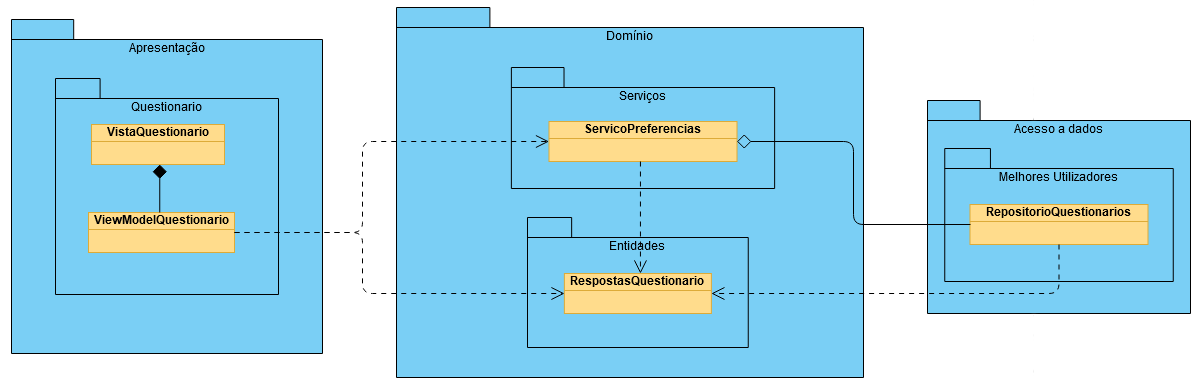 Apresentação
Questionario
VistaQuestionario
ViewModelQuestionario
Domínio
Serviços
ServicoPreferencias
Entidades
RespostasQuestionario
Acesso a dados
Melhores Utilizadores
RepositorioQuestionarios